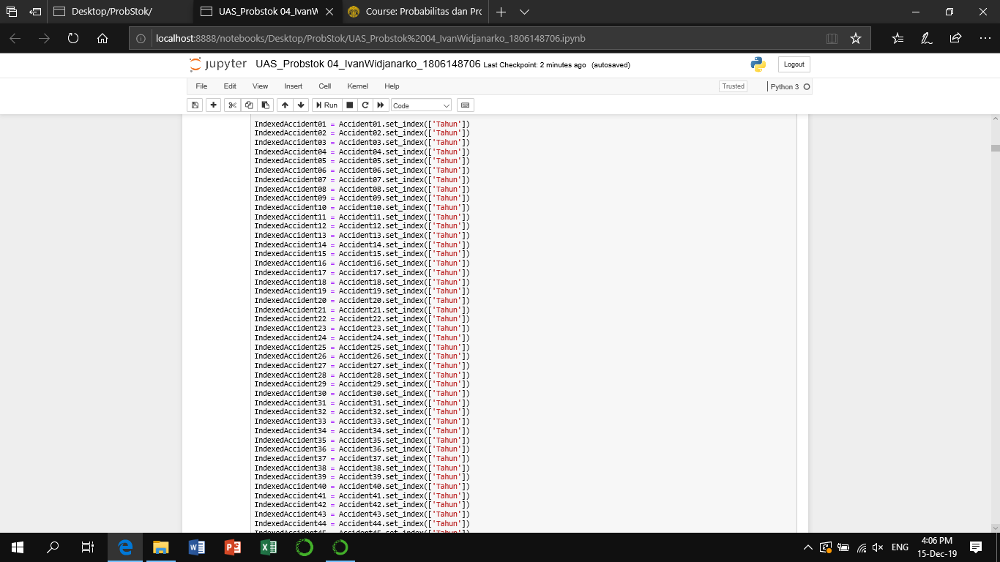 Desktop/ProbStok/
UAS_Probstok 04_IvanW
Course: Probabilitas dan Pro
localhost:8888/notebooks/Desktop/ProbStok/UAS_Probstok%2004_IvanWidjanarko_1806148706.ipynb
jupyter UAS_Probstok 04_IvanWidjanarko_1806148706 Last Checkpoint: 2 minutes ago (autosaved)
Logout
File Edit View Insert Cell Kernel Help
Trusted
Python 3
Run
Code
IndexedAccident01 = Accident01.set_index(['Tahun'])
IndexedAccident02 = Accident02.set_index(['Tahun'])
IndexedAccident03 = Accident03.set_index(['Tahun'])
IndexedAccident04 = Accident04.set_index(['Tahun'])
IndexedAccident05 = Accident05.set_index(['Tahun'])
IndexedAccident06 = Accident06.set_index(['Tahun'])
IndexedAccident07 = Accident07.set_index(['Tahun'])
IndexedAccident08 = Accident08.set_index(['Tahun'])
IndexedAccident09 = Accident09.set_index(['Tahun'])
IndexedAccident10 = Accident10.set_index(['Tahun'])
IndexedAccident11 = Accident11.set_index(['Tahun'])
IndexedAccident12 = Accident12.set_index(['Tahun'])
IndexedAccident13 = Accident13.set_index(['Tahun'])
IndexedAccident14 = Accident14.set_index(['Tahun'])
IndexedAccident15 = Accident15.set_index(['Tahun'])
IndexedAccident16 = Accident16.set_index(['Tahun'])
IndexedAccident17 = Accident17.set_index(['Tahun'])
IndexedAccident18 = Accident18.set_index(['Tahun'])
IndexedAccident19 = Accident19.set_index(['Tahun'])
IndexedAccident20 = Accident20.set_index(['Tahun'])
IndexedAccident21 = Accident21.set_index(['Tahun'])
IndexedAccident22 = Accident22.set_index(['Tahun'])
IndexedAccident23 = Accident23.set_index(['Tahun'])
IndexedAccident24 = Accident24.set_index(['Tahun'])
IndexedAccident25 = Accident25.set_index(['Tahun'])
IndexedAccident26 = Accident26.set_index(['Tahun'])
IndexedAccident27 = Accident27.set_index(['Tahun'])
IndexedAccident28 = Accident28.set_index(['Tahun'])
IndexedAccident29 = Accident29.set_index(['Tahun'])
IndexedAccident30 = Accident30.set_index(['Tahun'])
IndexedAccident31 = Accident31.set_index(['Tahun'])
IndexedAccident32 = Accident32.set_index(['Tahun'])
IndexedAccident33 = Accident33.set_index(['Tahun'])
IndexedAccident34 = Accident34.set_index(['Tahun'])
IndexedAccident35 = Accident35.set_index(['Tahun'])
IndexedAccident36 = Accident36.set_index(['Tahun'])
IndexedAccident37 = Accident37.set_index(['Tahun'])
IndexedAccident38 = Accident38.set_index(['Tahun'])
IndexedAccident39 = Accident39.set_index(['Tahun'])
IndexedAccident40 = Accident40.set_index(['Tahun'])
IndexedAccident41 = Accident41.set_index(['Tahun'])
IndexedAccident42 = Accident42.set_index(['Tahun'])
IndexedAccident43 = Accident43.set_index(['Tahun'])
IndexedAccident44 = Accident44.set_index(['Tahun'])
ENG
4:06 PM
15-Dec-19